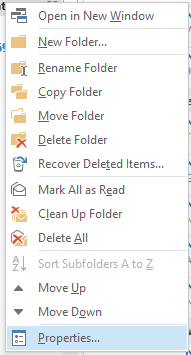 Open in New Window
New Folder...
Rename Folder
Copy Folder
Move Folder
Delete Folder
Recover Deleted Items...
Mark All as Read
Clean Up Folder
Delete All
Sort Subfolders A to Z
Move Up
Move Down
Properties...